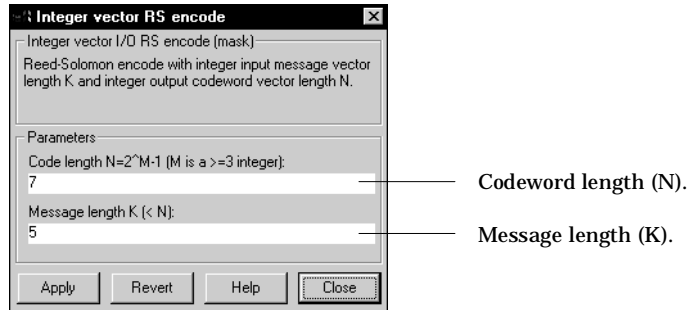 Integer vector RS encode
Integer vector I/O RS encode (mask)
Reed-Solomon encode with integer input message vector
length K and integer output codeword vector length N.
Parameters
Code length N=2^M-1 (M is a >=3 integer):
7
Codeword length (N).
Message length K (< N):
5
Message length (K).
Apply Revert Help Close